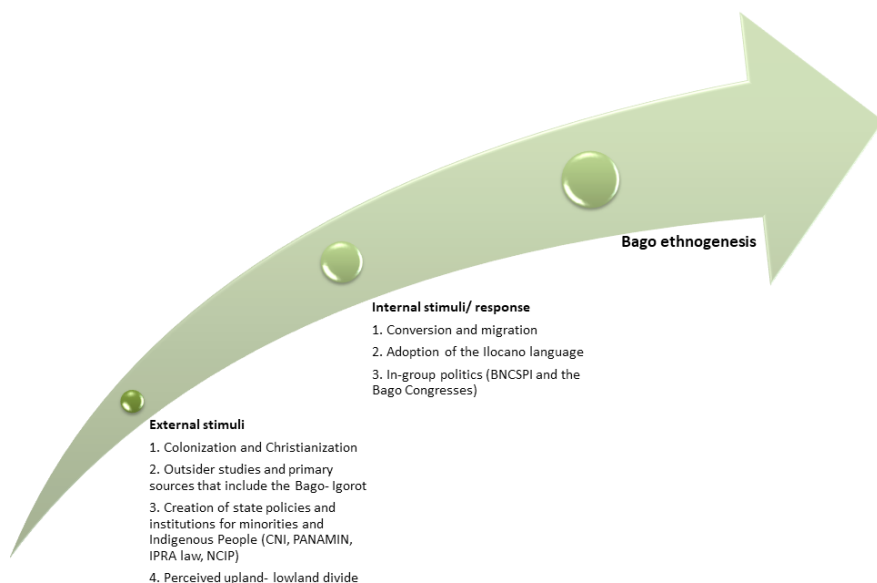 Bago ethnogenesis
Internal stimuli/ response
1. Conversion and migration
2. Adoption of the Ilocano language
3. In-group politics (BNCSPI and the
Bago Congresses)
External stimuli
1. Colonization and Christianization
2. Outsider studies and primary
sources that include the Bago- Igorot
3. Creation of state policies and
institutions for minorities and
Indigenous People (CNI, PANAMIN,
IPRA law, NCIP)
4. Perceived upland- lowland divide